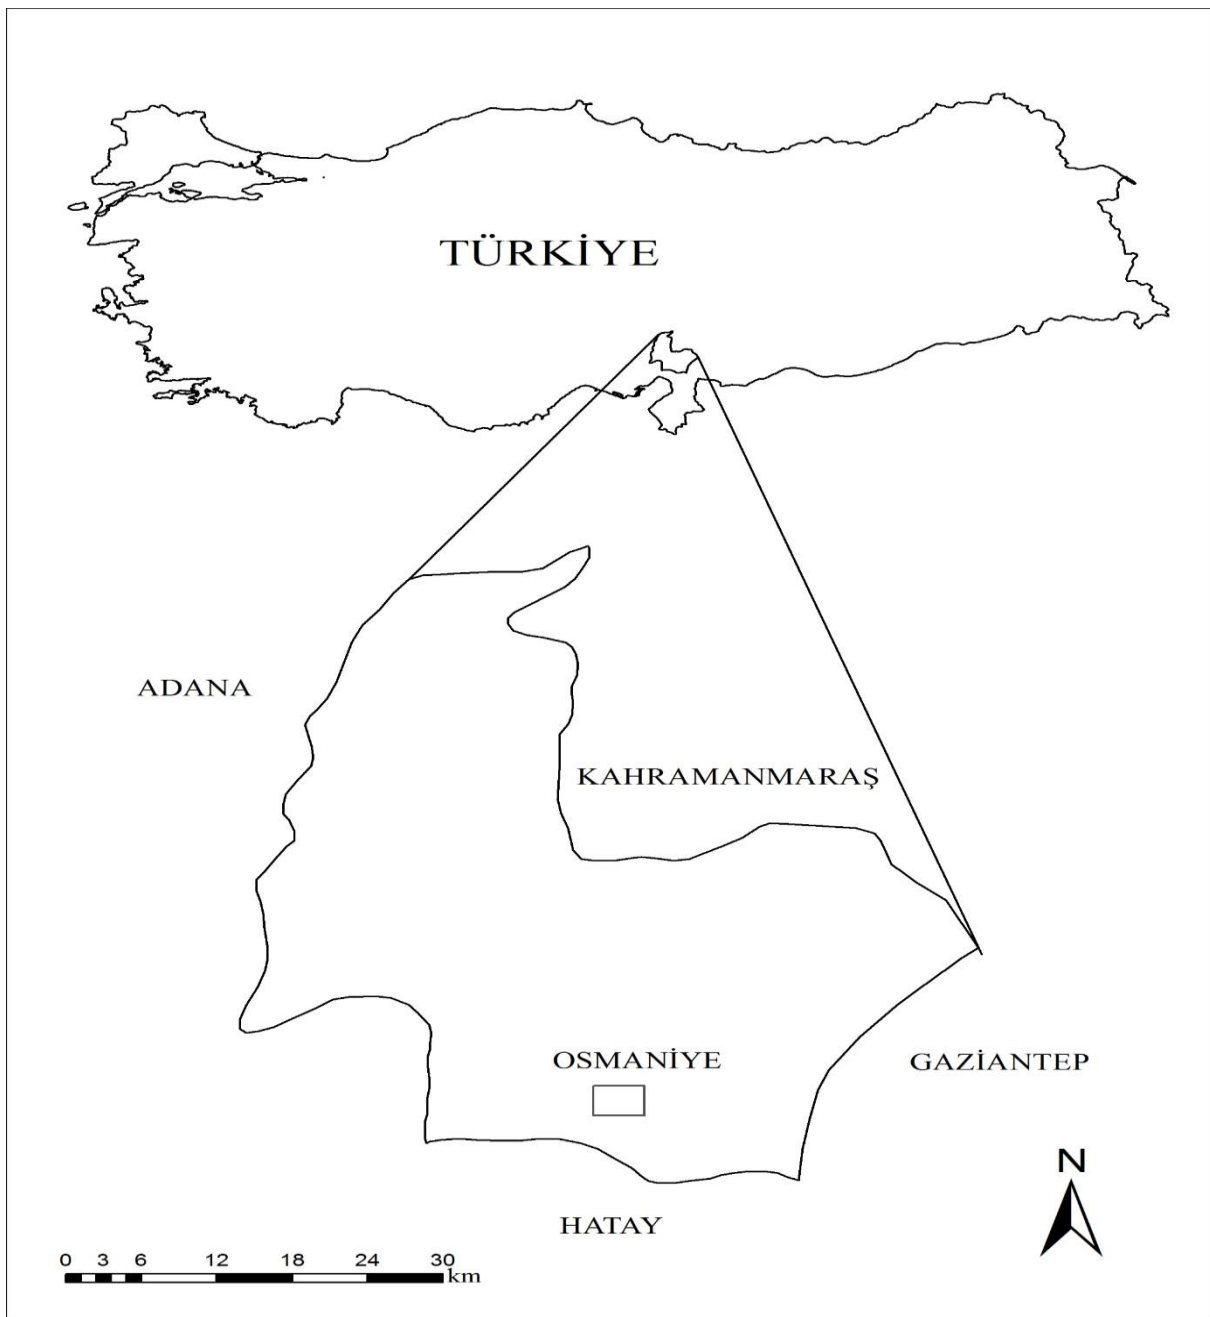 TÜRKİYE
ADANA
KAHRAMANMARAŞ
OSMANİYE
GAZİANTEP
HATAY
N
0 3 6 12 18 24 30
km